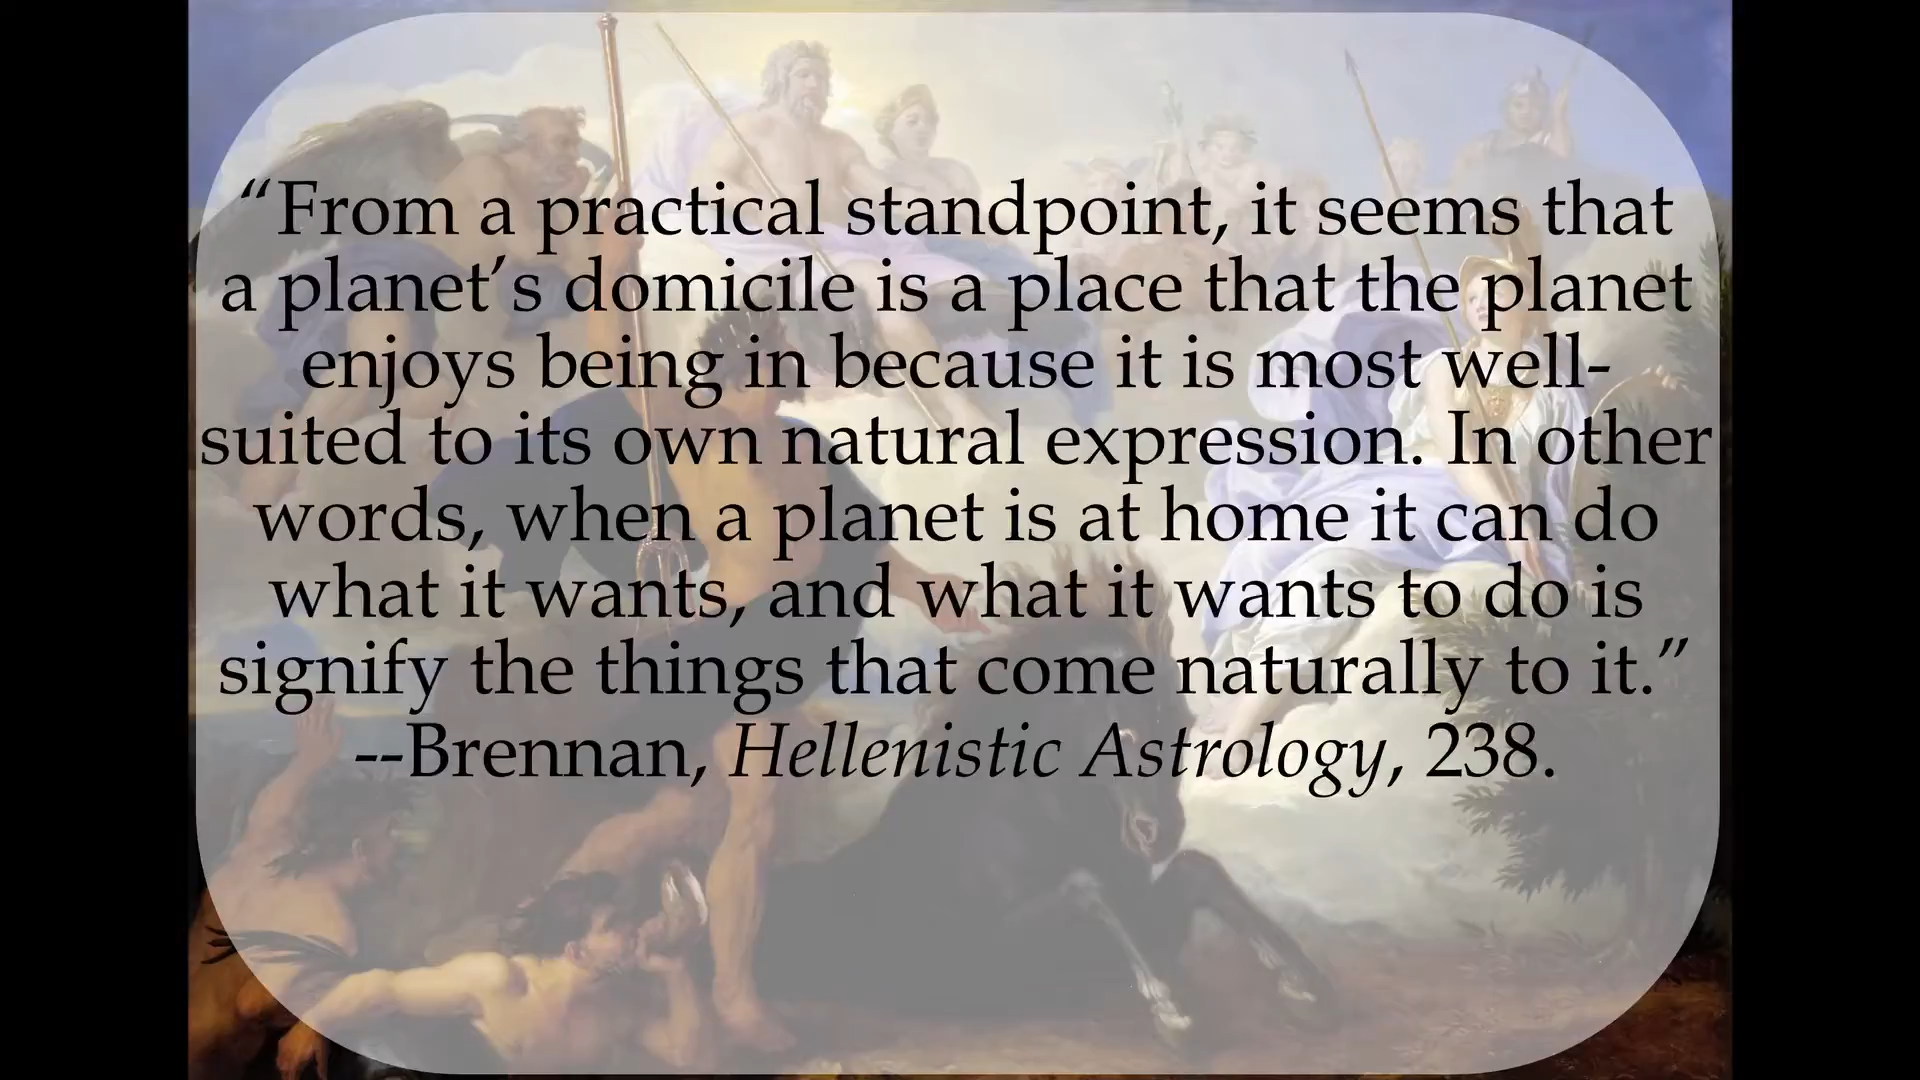 “From a practical standpoint, it seems that
a planet’s domicile is a place that the planet
enjoys being in because it is most well-
suited to its own natural expression. In other
words, when a planet is at home it can do
what it wants, and what it wants to do is
signify the things that come naturally to it.”
--Brennan, Hellenistic Astrology, 238.